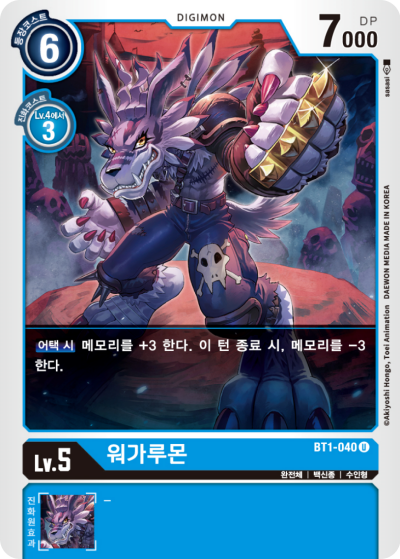 등장코스트
6
DIGIMON
DP
7000
진화코스트
Lv.4에서
3
sasasi
©Akiyoshi Hongo, Toei Animation DAEWON MEDIA MADE IN KOREA
어택 시 메모리를 +3 한다. 이 턴 종료 시, 메모리를 -3
한다.
BT1-040 U
Lv.5
워가루몬
완전체 | 백신종 | 수인형
진화원효과
-